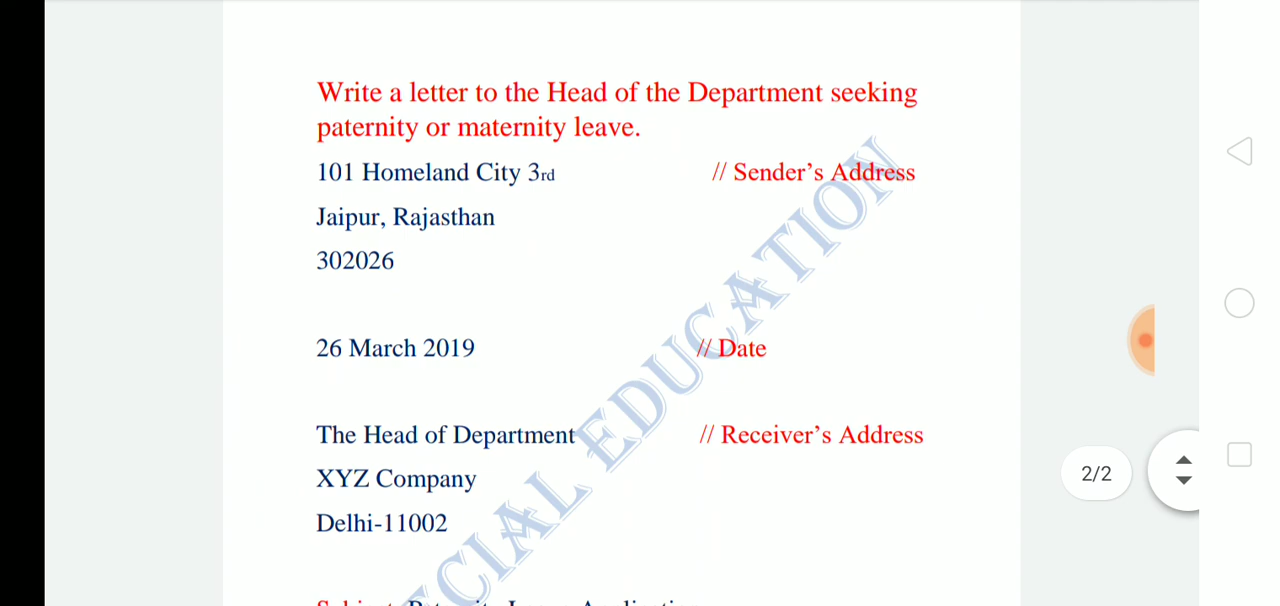 Write a letter to the Head of the Department seeking
paternity or maternity leave.
101 Homeland City 3rd // Sender's Address
Jaipur, Rajasthan
302026
26 March 2019 // Date
The Head of Department // Receiver's Address
XYZ Company
Delhi-11002
CIAL EDUCATION
2/2